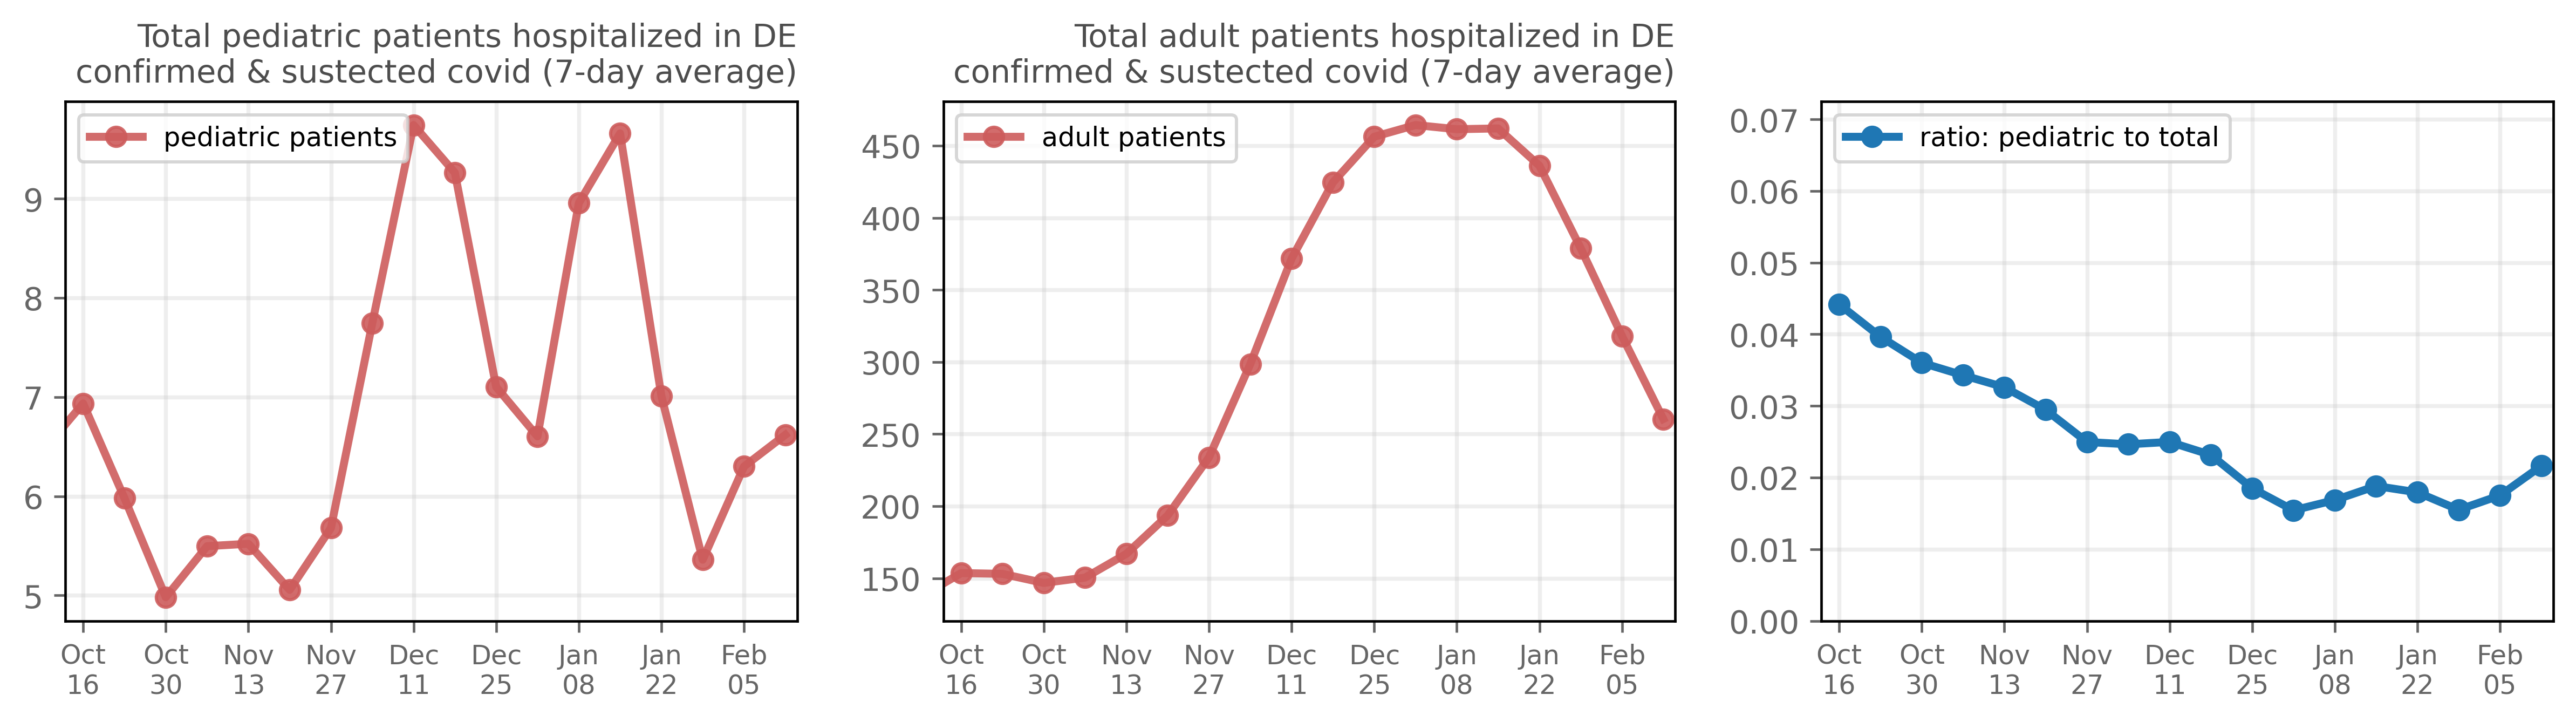 Total pediatric patients hospitalized in DE
confirmed & sustected covid (7-day average)
pediatric patients
9
8
7
6
5
Oct 16
Oct 30
Nov 13
Nov 27
Dec 11
Dec 25
Jan 08
Jan 22
Feb 05
Total adult patients hospitalized in DE
confirmed & sustected covid (7-day average)
adult patients
450
400
350
300
250
200
150
Oct 16
Oct 30
Nov 13
Nov 27
Dec 11
Dec 25
Jan 08
Jan 22
Feb 05
ratio: pediatric to total
0.07
0.06
0.05
0.04
0.03
0.02
0.01
0.00
Oct 16
Oct 30
Nov 13
Nov 27
Dec 11
Dec 25
Jan 08
Jan 22
Feb 05